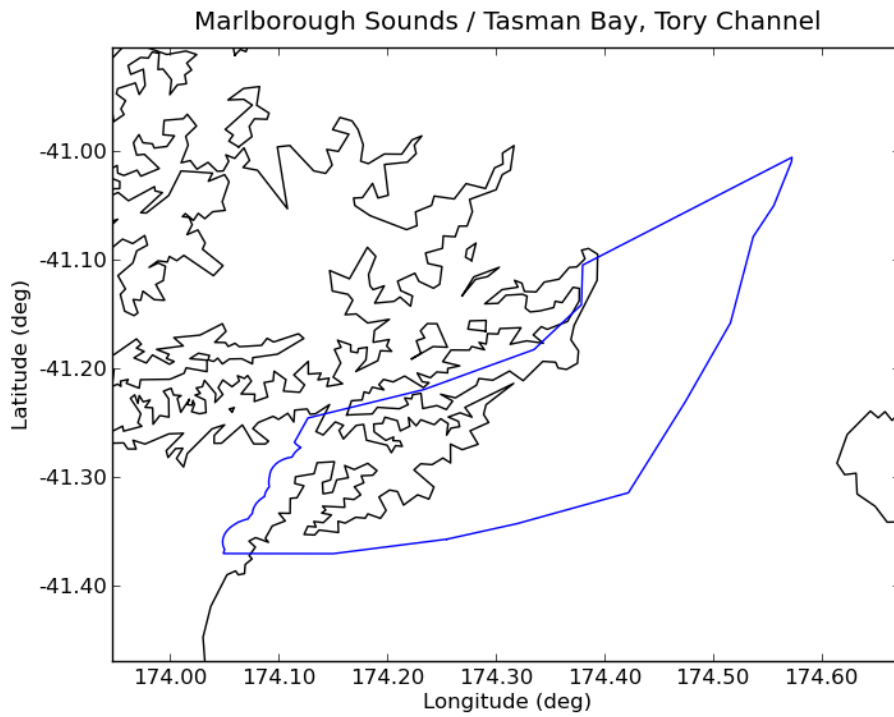 Marlborough Sounds / Tasman Bay, Tory Channel
-41.00
-41.10
-41.20
-41.30
-41.40
Latitude (deg)
174.00 174.10 174.20 174.30 174.40 174.50 174.60
Longitude (deg)